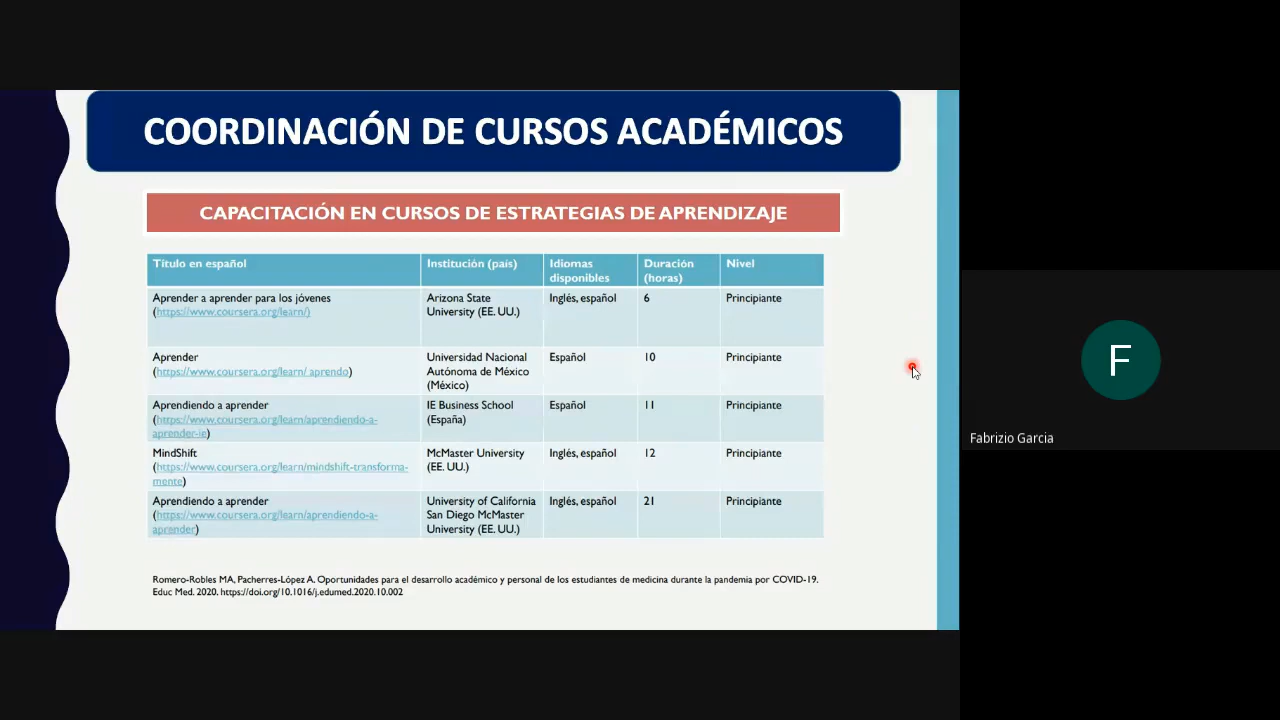 COORDINACIÓN DE CURSOS ACADÉMICOS
CAPACITACIÓN EN CURSOS DE ESTRATEGIAS DE APRENDIZAJE
Título en español
Institución (país)
Idiomas
disponibles
Duración
(horas)
Nivel
Aprender a aprender para los jóvenes
(https://www.coursera.org/learn/)
Arizona State
University (EE. UU.)
Inglés, español
6
Principiante
Aprender
(https://www.coursera.org/learn/ aprendo)
Universidad Nacional
Autónoma de México
(México)
Español
10
Principiante
Aprendiendo a aprender
(https://www.coursera.org/learn/aprendiendo-a-
aprender-ie)
IE Business School
(España)
Español
11
Principiante
MindShift
(https://www.coursera.org/learn/mindshift-transforma-
mente)
McMaster University
(EE. UU.)
Inglés, español
12
Principiante
Aprendiendo a aprender
(https://www.coursera.org/learn/aprendiendo-a-
aprender)
University of California
San Diego McMaster
University (EE. UU.)
Inglés, español
21
Principiante
Romero-Robles MA, Pacherres-López A. Oportunidades para el desarrollo académico y personal de los estudiantes de medicina durante la pandemia por COVID-19.
Educ Med. 2020. https://doi.org/10.1016/j.edumed.2020.10.002
F
Fabrizio Garcia